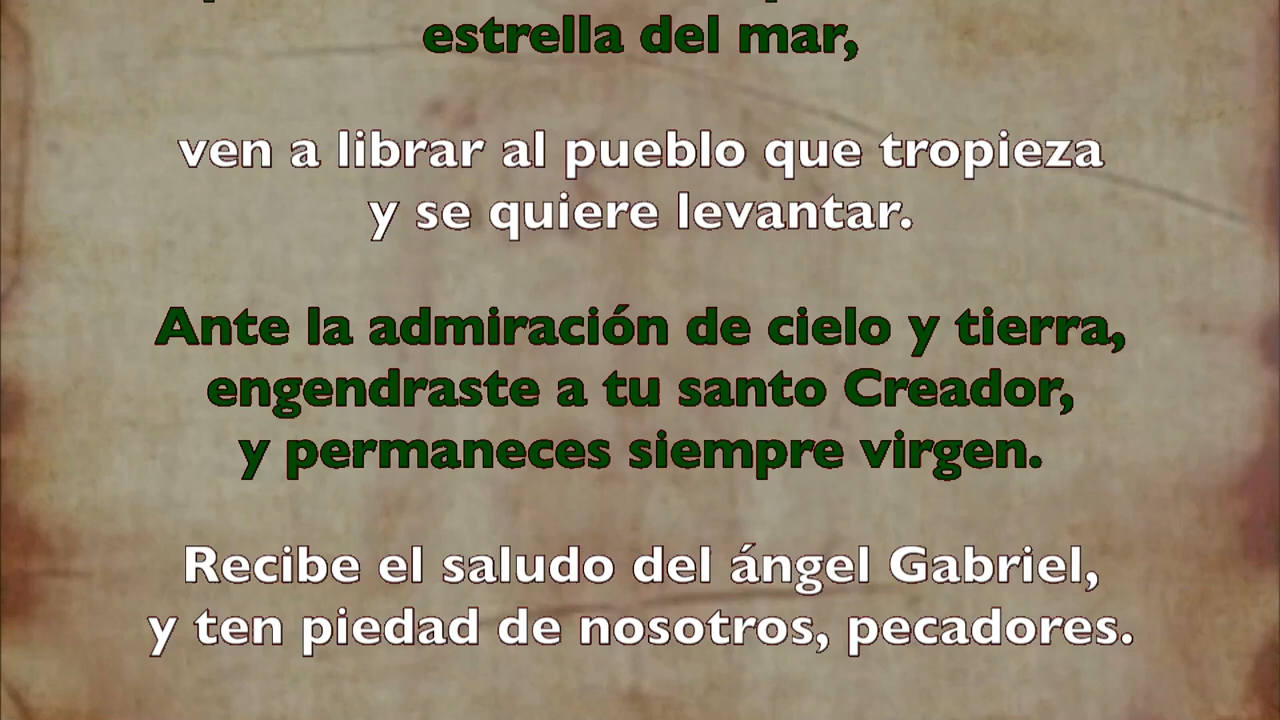 estrella del mar,
ven a librar al pueblo que tropieza
y se quiere levantar.
Ante la admiración de cielo y tierra,
engendraste a tu santo Creador,
y permaneces siempre virgen.
Recibe el saludo del ángel Gabriel,
y ten piedad de nosotros, pecadores.